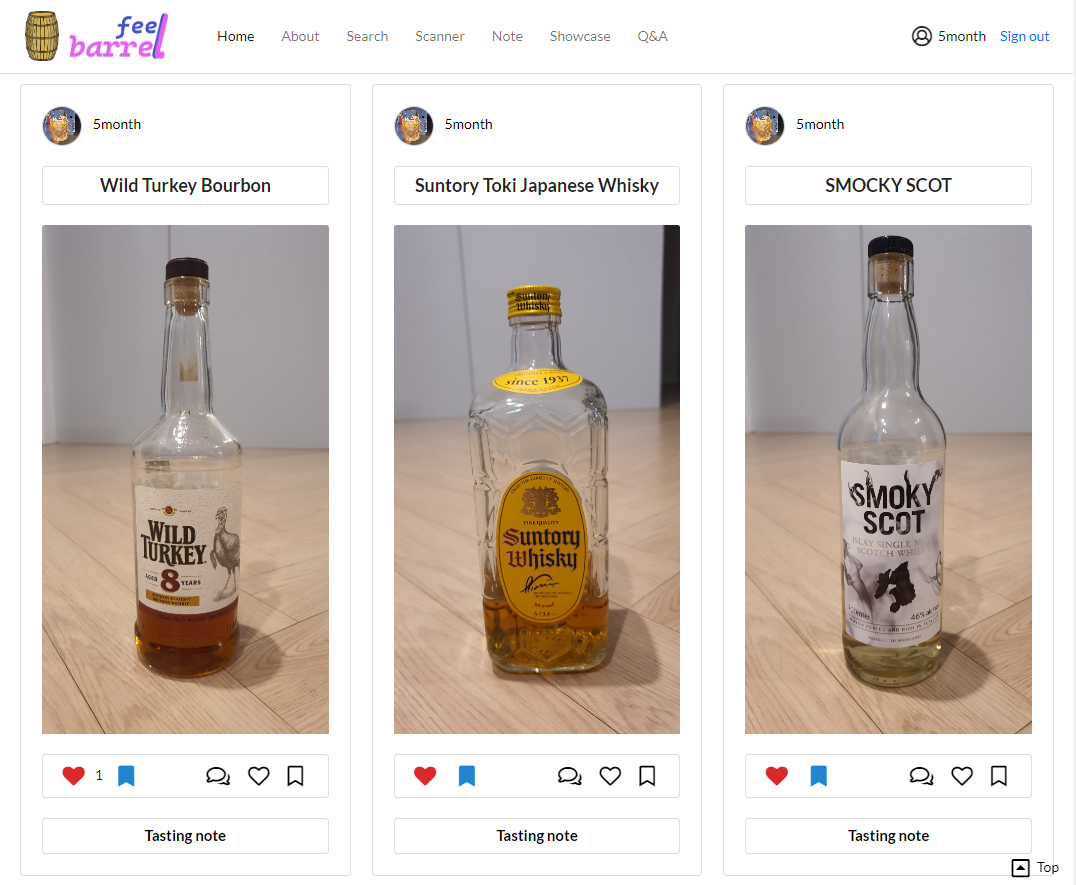 feel
barrel
Home About Search Scanner Note Showcase Q&A
5month Sign out
5month
Wild Turkey Bourbon
WILD
TURKEY
AGED 8 YEARS
1
Tasting note
5month
Suntory Toki Japanese Whisky
Suntory
Whisky
since 1937
FINE QUALITY
Suntory
Whisky
Tasting note
5month
SMOCKY SCOT
SMOKY
SCOT
ISLAY SINGLE
SCOTCH
46%
Tasting note
Top